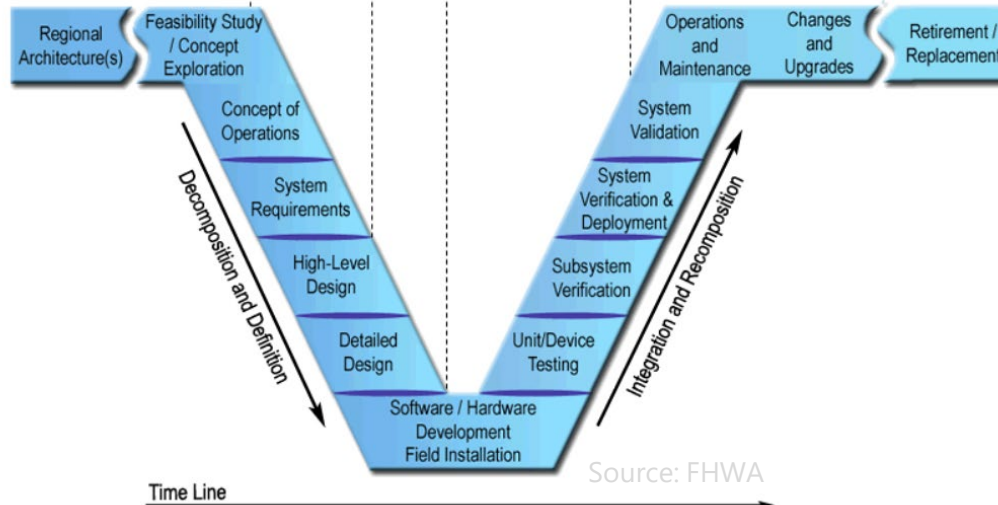 Regional
Architecture(s)
Feasibility Study
/ Concept
Exploration
Operations
and
Maintenance
Changes
and
Upgrades
Retirement /
Replacement
Concept of
Operations
System
Requirements
High-Level
Design
Detailed
Design
Software / Hardware
Development
Field Installation
Unit/Device
Testing
Subsystem
Verification
System
Verification &
Deployment
System
Validation
Decomposition and Definition
Integration and Recomposition
Source: FHWA
Time Line